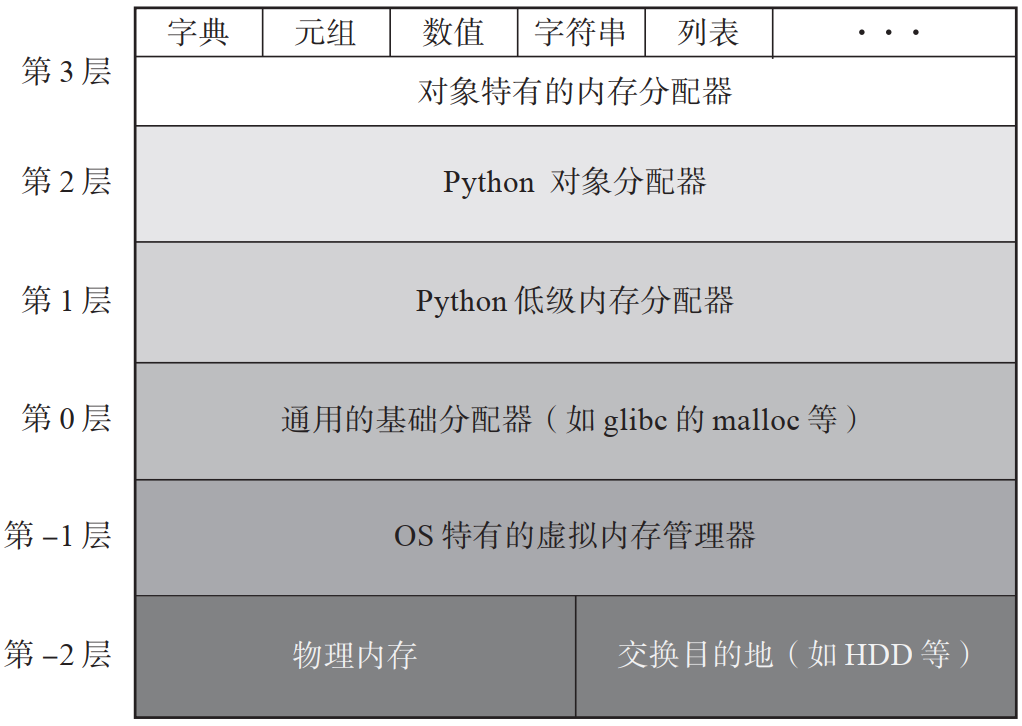 字典 元组 数值 字符串 列表 ···
第 3 层
对象特有的内存分配器
第 2 层 Python 对象分配器
第 1 层 Python 低级内存分配器
第 0 层 通用的基础分配器（如 glibc 的 malloc 等）
第 –1 层 OS 特有的虚拟内存管理器
第 –2 层 物理内存 交换目的地（如 HDD 等）